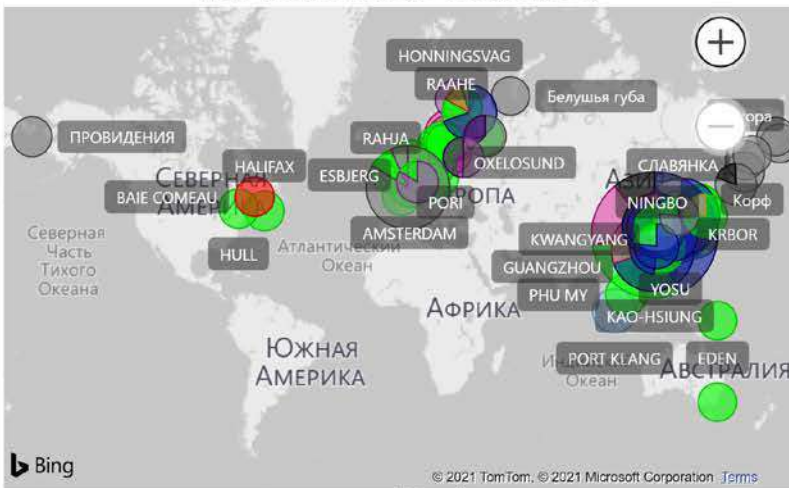 HONNINGSVAG
RAAHE
Белушья губа
ПРОВИДЕНИЯ
RAHJA
HALIFAX
ESBJERG
OXELOSUND
СЛАВЯНКА
СЕВЕРНАЯ
АМЕРИКА
BAIE COMEAU
PORI
NINGBO
Корф
AMSTERDAM
KWANGYANG
KRBOR
Северная
Часть
Тихого
Океана
HULL
Атлантический
Океан
GUANGZHOU
PHU MY
YOSU
АФРИКА
KAO-HSIUNG
ЮЖНАЯ
АМЕРИКА
PORT KLANG
EDEN
Океан
АВСТРАЛИЯ
Bing
© 2021 TomTom, © 2021 Microsoft Corporation Terms